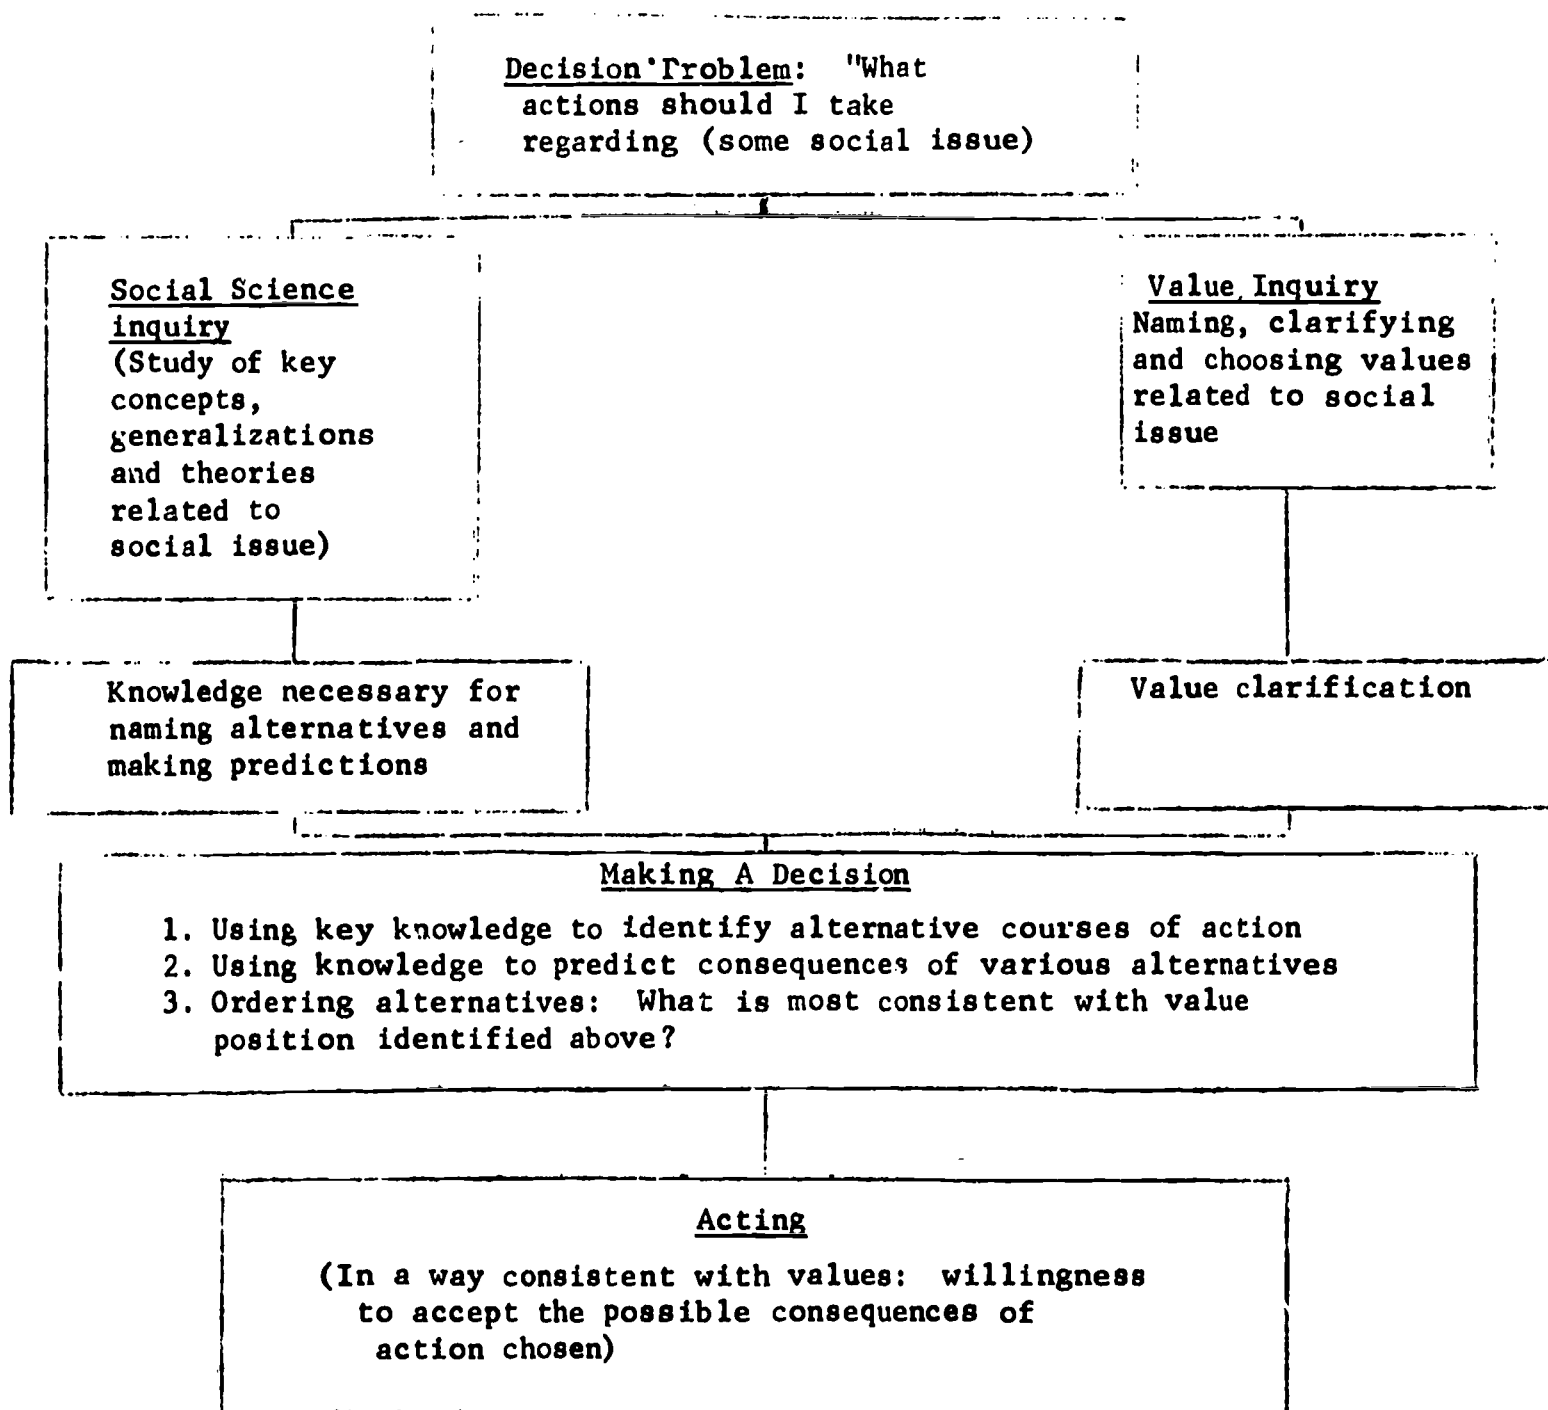 Decision Problem: "What
actions should I take
regarding (some social issue)
Social Science
inquiry
(Study of key
concepts,
generalizations
and theories
related to
social issue)
Value Inquiry
Naming, clarifying
and choosing values
related to social
issue
Knowledge necessary for
naming alternatives and
making predictions
Value clarification
Making A Decision
1. Using key knowledge to identify alternative courses of action
2. Using knowledge to predict consequences of various alternatives
3. Ordering alternatives: What is most consistent with value
position identified above?
Acting
(In a way consistent with values: willingness
to accept the possible consequences of
action chosen)